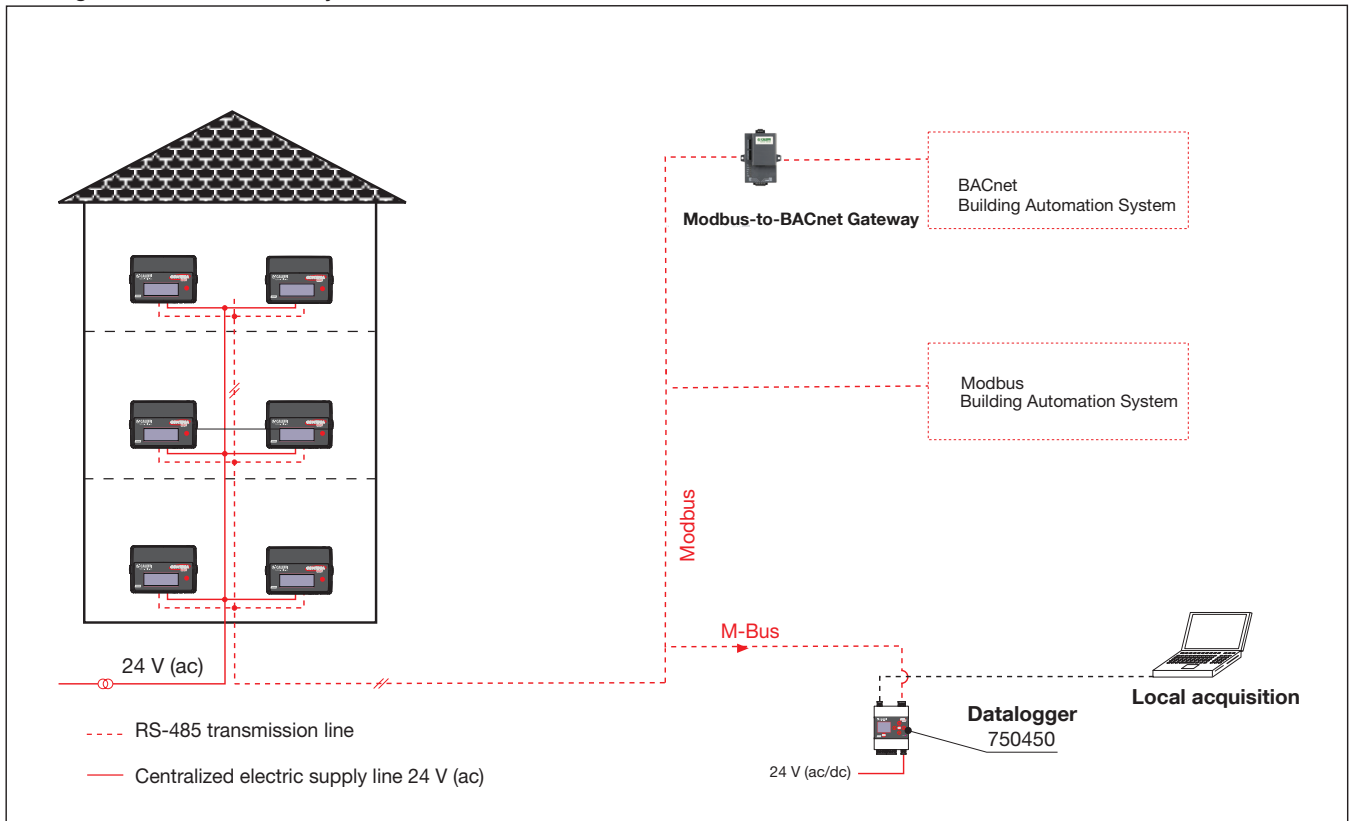 BACnet
Building Automation System
Modbus-to-BACnet Gateway
Modbus
Building Automation System
Modbus
M-Bus
24 V (ac)
Local acquisition
Datalogger
750450
RS-485 transmission line
24 V (ac/dc)
Centralized electric supply line 24 V (ac)